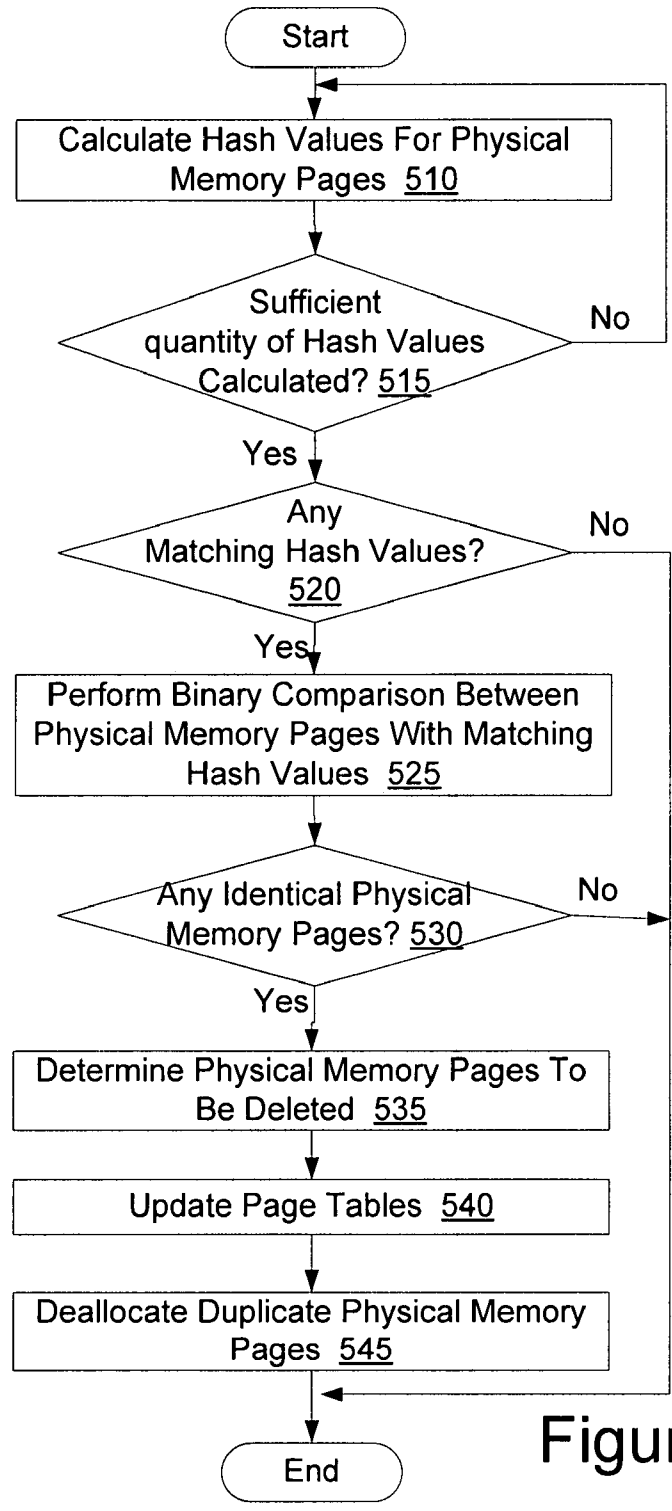 Start
Calculate Hash Values For Physical
Memory Pages 510
Sufficient
quantity of Hash Values
Calculated? 515
No
Yes
Any
Matching Hash Values?
520
No
Yes
Perform Binary Comparison Between
Physical Memory Pages With Matching
Hash Values 525
Any Identical Physical
Memory Pages? 530
No
Yes
Determine Physical Memory Pages To
Be Deleted 535
Update Page Tables 540
Deallocate Duplicate Physical Memory
Pages 545
End